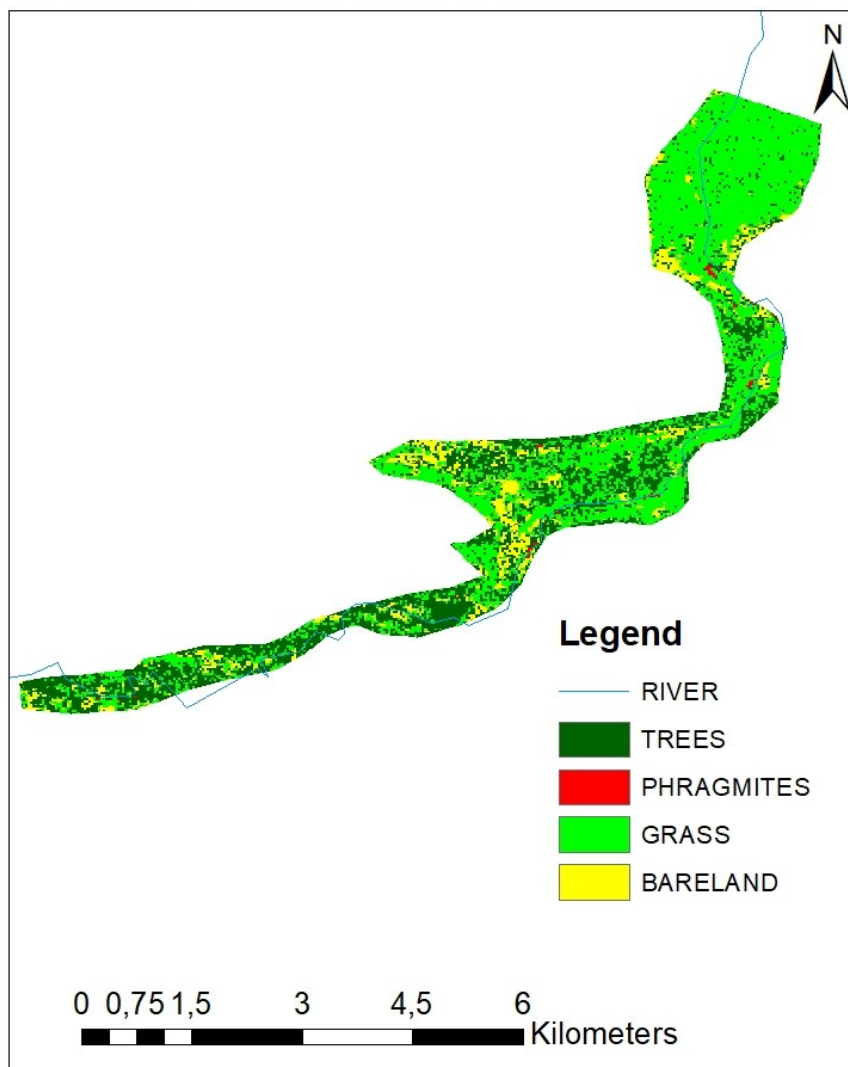 N
Legend
RIVER
TREES
PHRAGMITES
GRASS
BARELAND
0 0,75 1,5 3 4,5 6
Kilometers